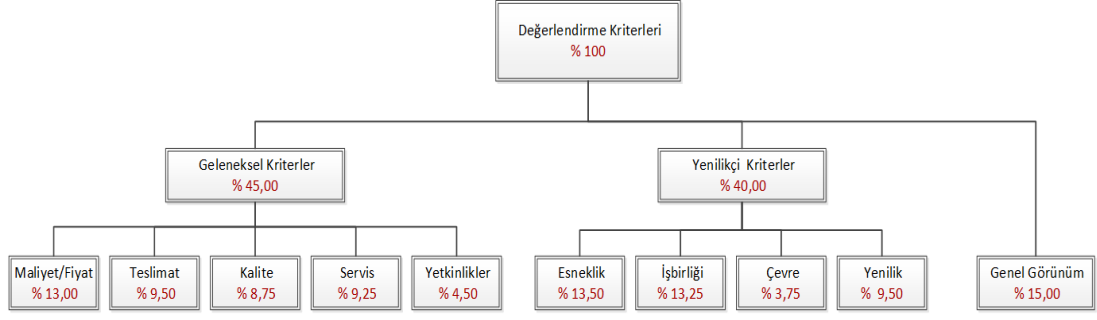 Değerlendirme Kriterleri
% 100
Geleneksel Kriterler
% 45,00
Yenilikçi Kriterler
% 40,00
Maliyet/Fiyat
% 13,00
Teslimat
% 9,50
Kalite
% 8,75
Servis
% 9,25
Yetkinlikler
% 4,50
Esneklik
% 13,50
İşbirliği
% 13,25
Çevre
% 3,75
Yenilik
% 9,50
Genel Görünüm
% 15,00